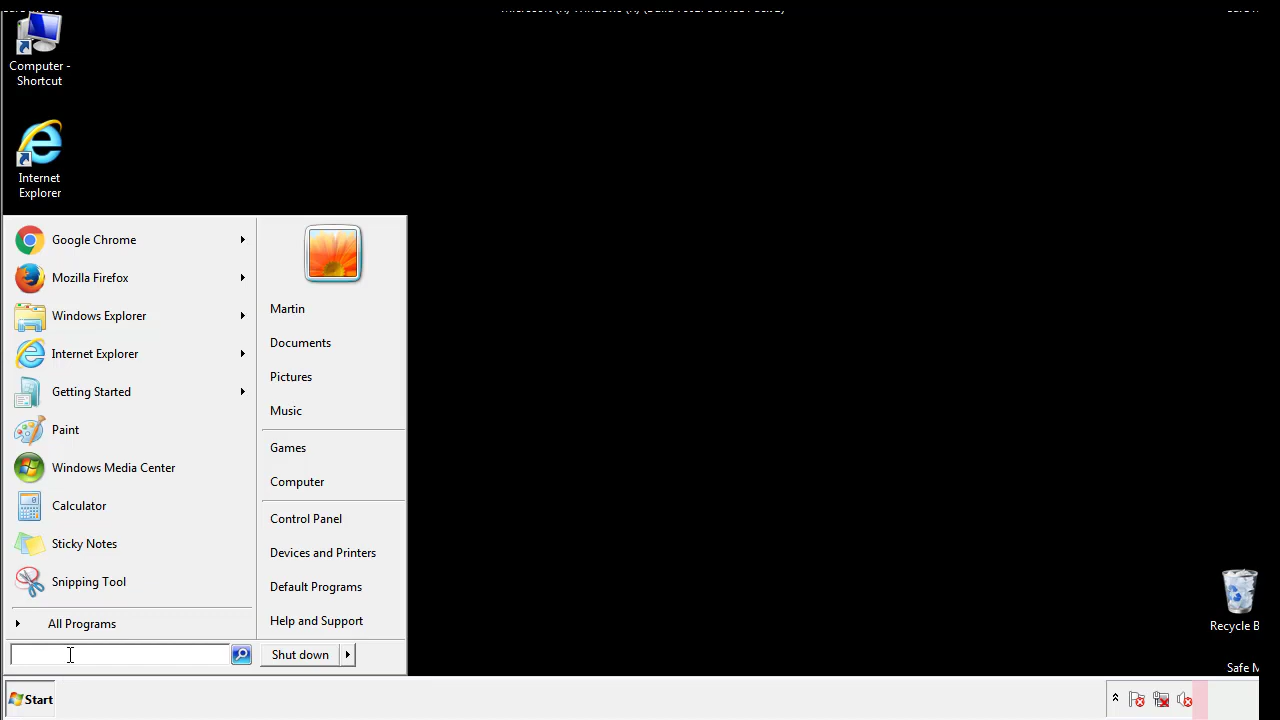 Computer -
Shortcut
Internet
Explorer
Google Chrome
Mozilla Firefox
Windows Explorer
Internet Explorer
Getting Started
Paint
Windows Media Center
Calculator
Sticky Notes
Snipping Tool
All Programs
Martin
Documents
Pictures
Music
Games
Computer
Control Panel
Devices and Printers
Default Programs
Help and Support
Shut down
Recycle B
Safe M
Start